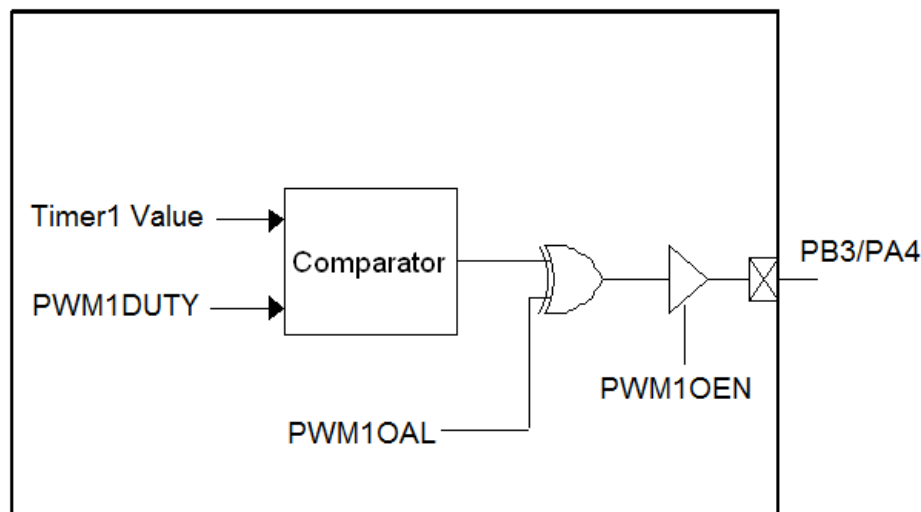 PB3/PA4
Timer1 Value
Comparator
PWM1DUTY
PWM1OEN
PWM1OAL